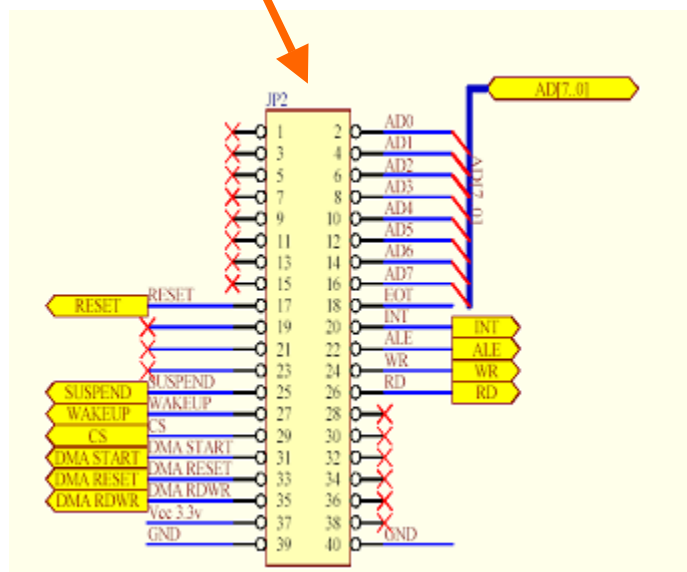 JP2
AD[7..0]
1 2 AD0
3 4 AD1
5 6 AD2
7 8 AD3
9 10 AD4
11 12 AD5
13 14 AD6
15 16 AD7
AD[7..0]
RESET RESET 17 18 EOT
19 20 INT INT
21 22 ALE ALE
23 24 WR WR
SUSPEND SUSPEND 25 26 RD RD
WAKEUP WAKEUP 27 28
CS CS 29 30
DMA START DMA START 31 32
DMA RESET DMA RESET 33 34
DMA RDWR DMA RDWR 35 36
Vcc 3.3v 37 38
GND 39 40 GND